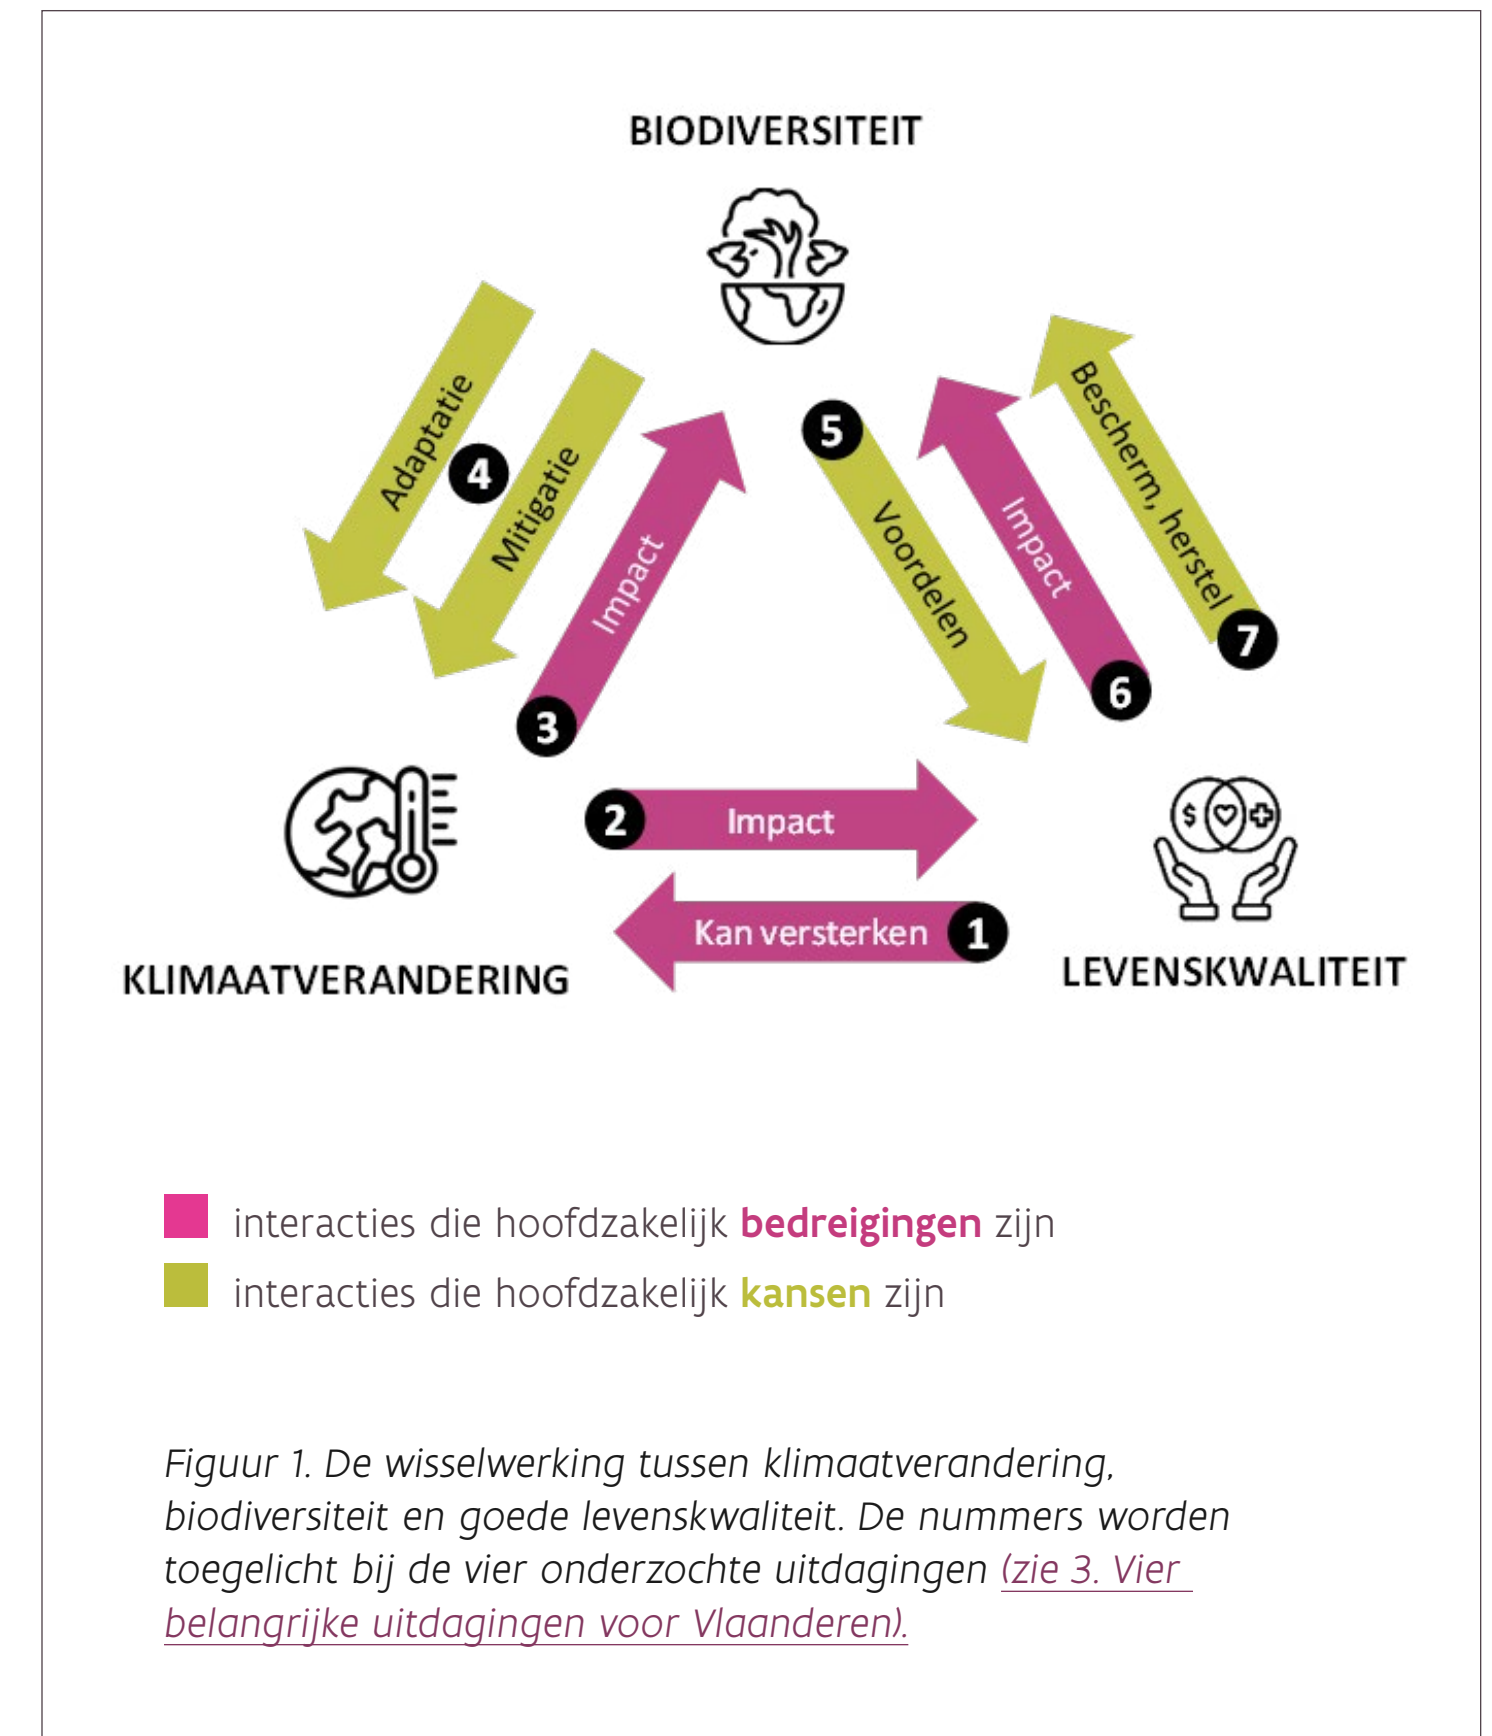 BIODIVERSITEIT
Adaptatie
4
Mitigatie
Impact
3
5
Voordelen
Impact
6
Bescherm, herstel
7
2
Impact
Kan versterken
1
$
KLIMAATVERANDERING
LEVENSKWALITEIT
interacties die hoofdzakelijk bedreigingen zijn
interacties die hoofdzakelijk kansen zijn
Figuur 1. De wisselwerking tussen klimaatverandering,
biodiversiteit en goede levenskwaliteit. De nummers worden
toegelicht bij de vier onderzochte uitdagingen (zie 3. Vier
belangrijke uitdagingen voor Vlaanderen).